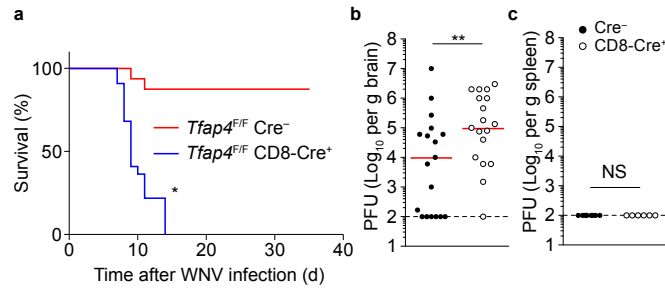 a
Survival (%)
100
50
0
0
10
20
30
40
Time after WNV infection (d)
Tfap4F/F Cre–
Tfap4F/F CD8-Cre+
*
b
PFU (Log10 per g brain)
8
7
6
5
4
3
2
1
**
c
PFU (Log10 per g spleen)
8
7
6
5
4
3
2
1
NS
Cre–
CD8-Cre+